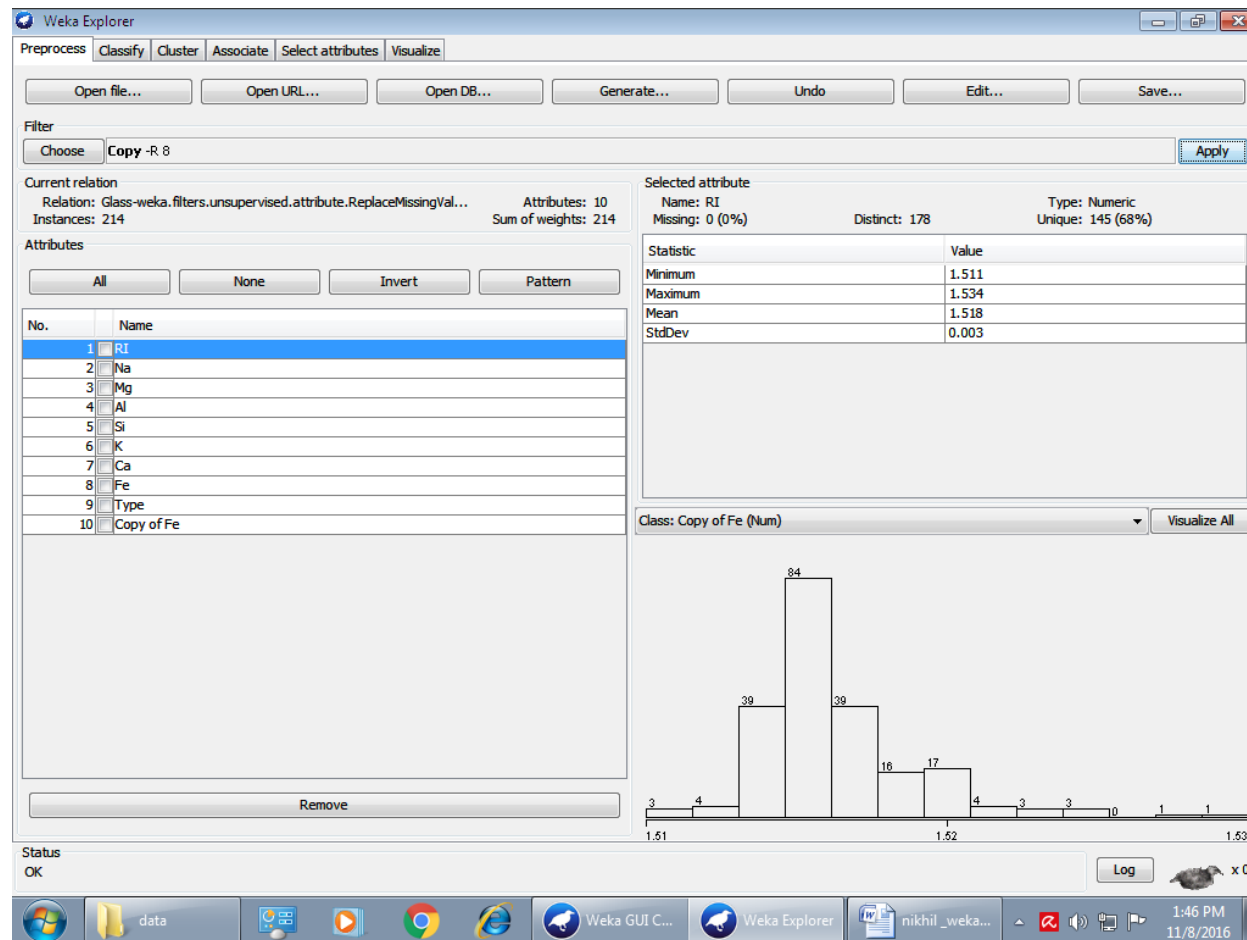 Weka Explorer
Preprocess Classify Cluster Associate Select attributes Visualize
Open file... Open URL... Open DB... Generate... Undo Edit... Save...
Filter
Choose Copy -R 8 Apply
Current relation
Relation: Glass-weka.filters.unsupervised.attribute.ReplaceMissingVal... Attributes: 10
Instances: 214 Sum of weights: 214
Selected attribute
Name: RI Type: Numeric
Missing: 0 (0%) Distinct: 178 Unique: 145 (68%)
Attributes
All None Invert Pattern
No. Name
1 RI
2 Na
3 Mg
4 Al
5 Si
6 K
7 Ca
8 Fe
9 Type
10 Copy of Fe
Remove
Statistic Value
Minimum 1.511
Maximum 1.534
Mean 1.518
StdDev 0.003
Class: Copy of Fe (Num) Visualize All
3 4 39 84 39 16 17 4 3 3 0 1 1
1.51 1.52 1.53
Status
OK
Log x 0
data Weka GUI C... Weka Explorer nikhil _weka... 1:46 PM
11/8/2016